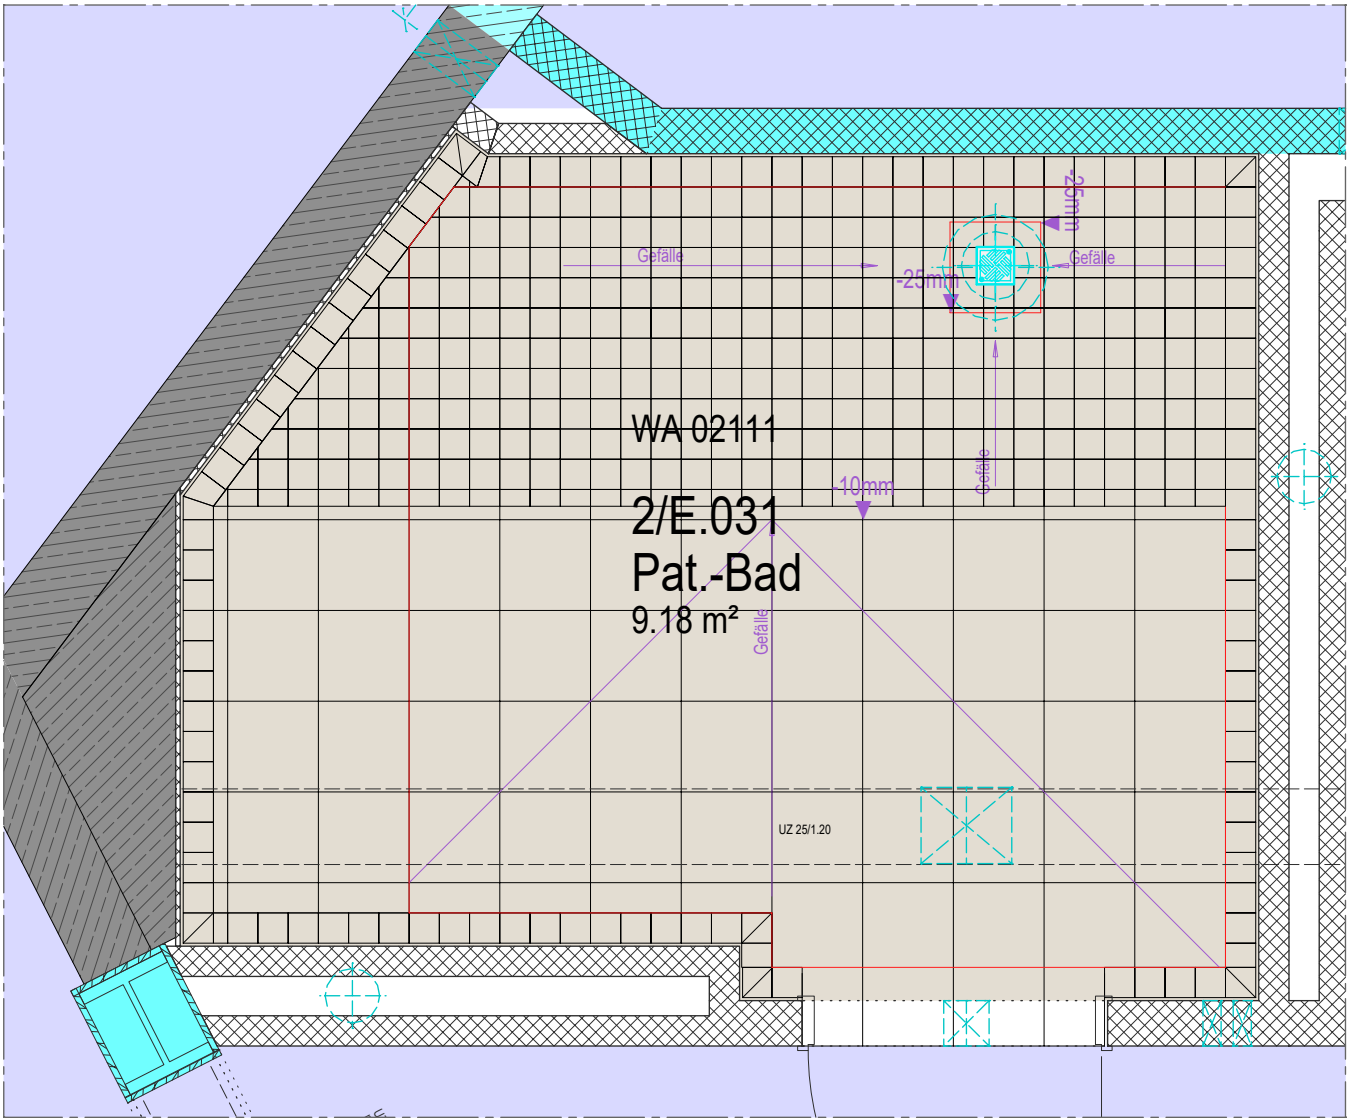 -25mm
Gefälle
Gefälle
-25mm
WA 02111
Gefälle
-10mm
2/E.031
Pat.-Bad
9.18 m²
Gefälle
UZ 25/1.20